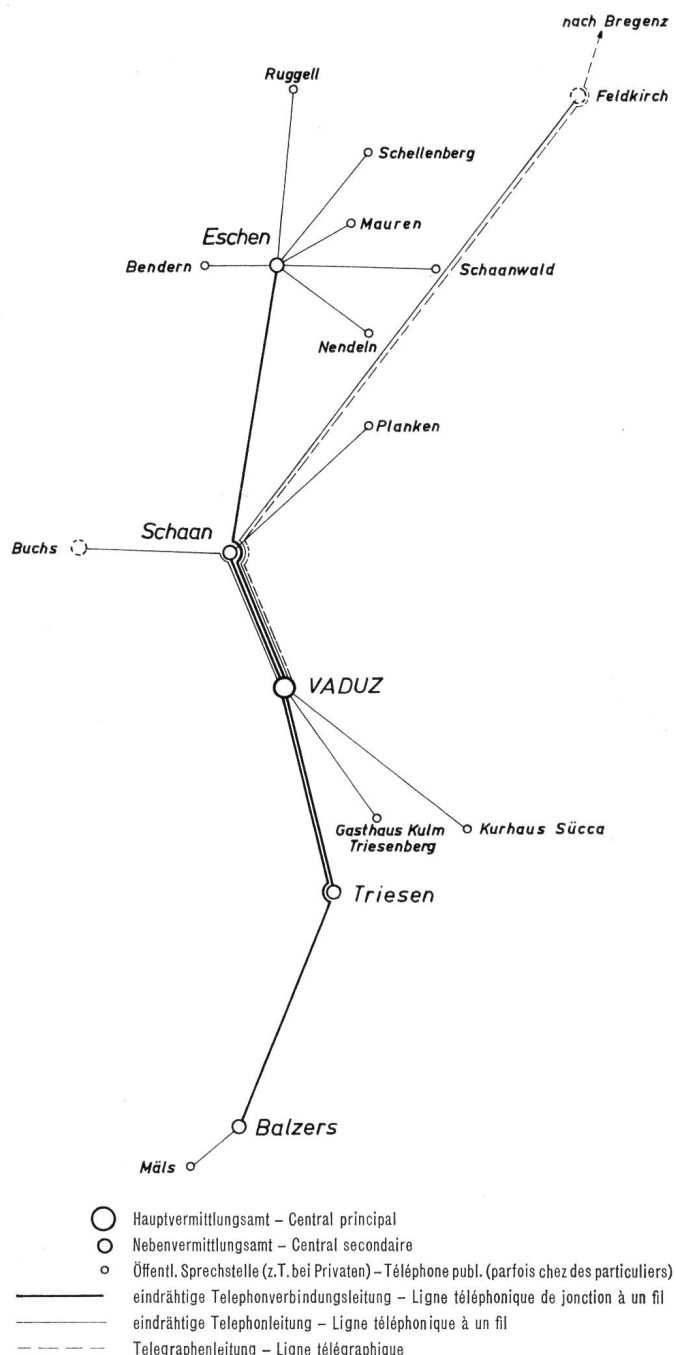 nach Bregenz
Ruggell
Feldkirch
Schellenberg
Mauren
Eschen
Bendern
Schaanwald
Nendeln
Planken
Schaan
Buchs
VADUZ
Gasthaus Kulm
Triesenberg
Kurhaus Sücca
Triesen
Balzers
Mäls
Hauptvermittlungsamt – Central principal
Nebenvermittlungsamt – Central secondaire
Öffentl. Sprechstelle (z.T. bei Privaten) – Téléphone publ. (parfois chez des particuliers)
eindrähtige Telephonverbindungsleitung – Ligne téléphonique de jonction à un fil
eindrähtige Telephonleitung – Ligne téléphonique à un fil
Telegraphenleitung – Ligne télégraphique